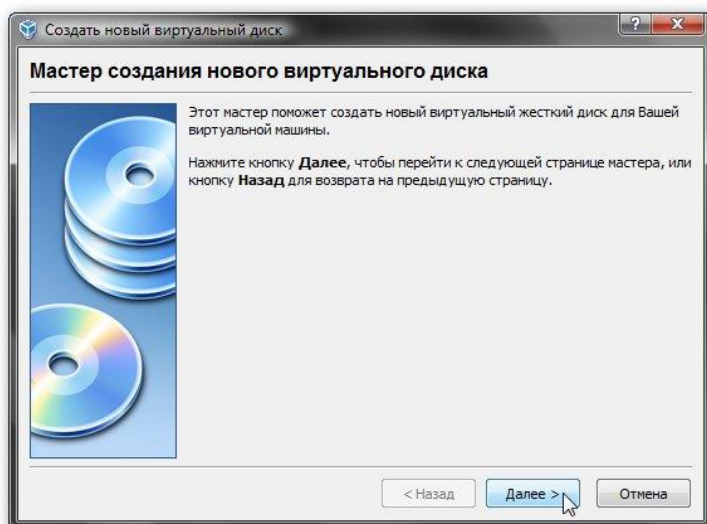 Создать новый виртуальный диск
Мастер создания нового виртуального диска
Этот мастер поможет создать новый виртуальный жесткий диск для Вашей
виртуальной машины.
Нажмите кнопку Далее, чтобы перейти к следующей странице мастера, или
кнопку Назад для возврата на предыдущую страницу.
< Назад
Далее >
Отмена